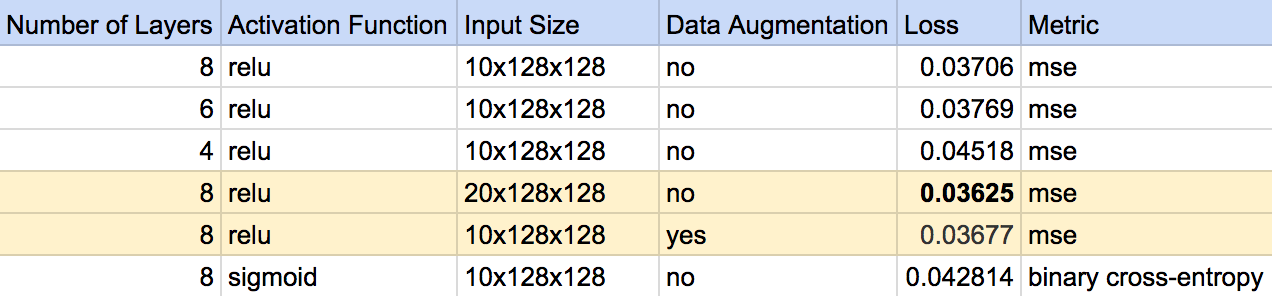 Number of Layers Activation Function Input Size Data Augmentation Loss Metric
8 relu 10x128x128 no 0.03706 mse
6 relu 10x128x128 no 0.03769 mse
4 relu 10x128x128 no 0.04518 mse
8 relu 20x128x128 no 0.03625 mse
8 relu 10x128x128 yes 0.03677 mse
8 sigmoid 10x128x128 no 0.042814 binary cross-entropy